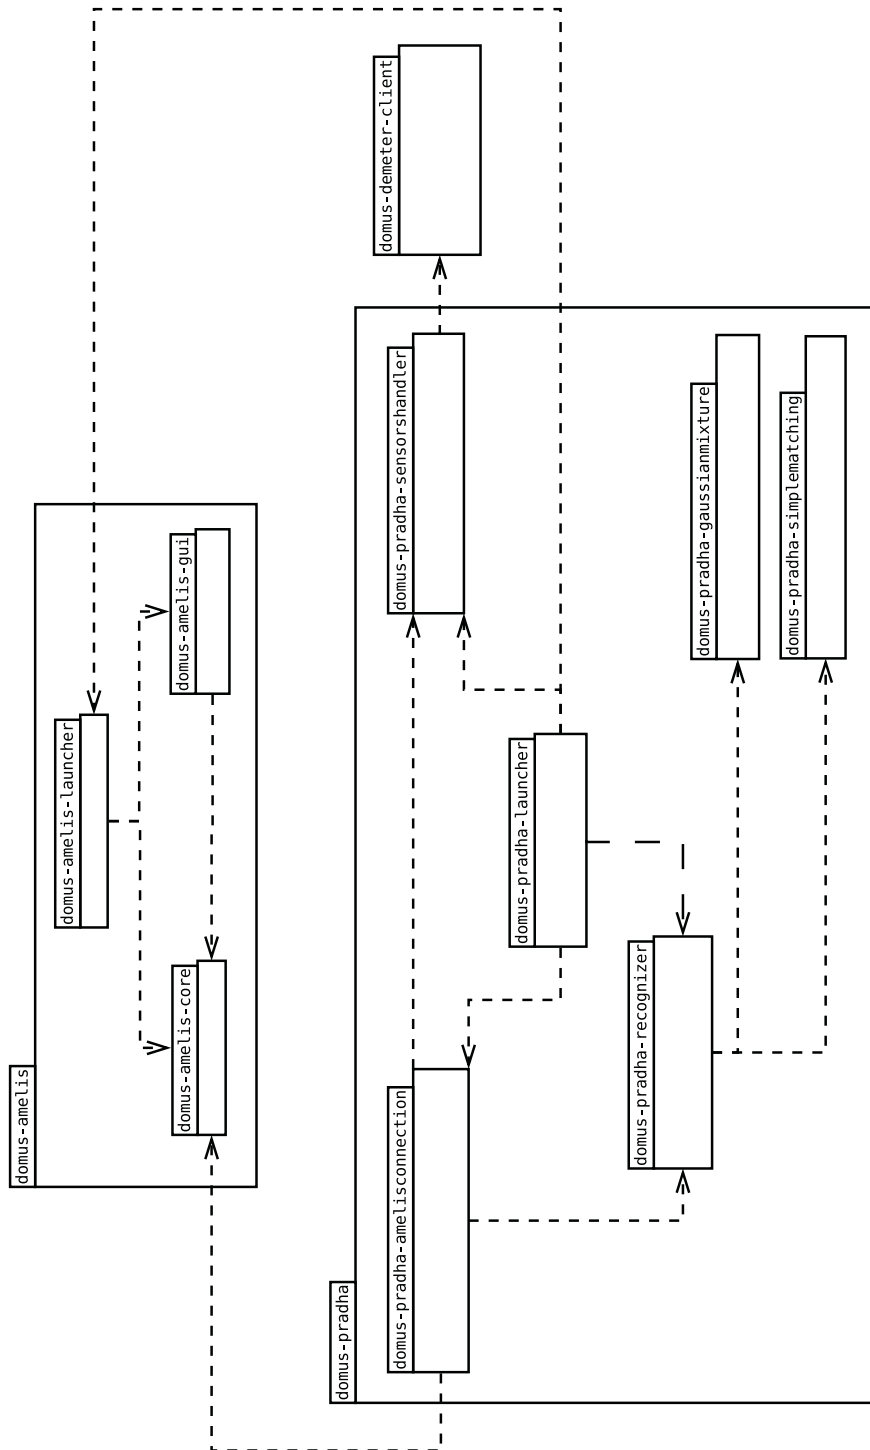 domus-amelis
domus-amelis-core
domus-amelis-launcher
domus-amelis-gui
domus-pradha
domus-pradha-amelisconnection
domus-pradha-sensorshandler
domus-demeter-client
domus-pradha-launcher
domus-pradha-recognizer
domus-pradha-gaussianmixture
domus-pradha-simplematching